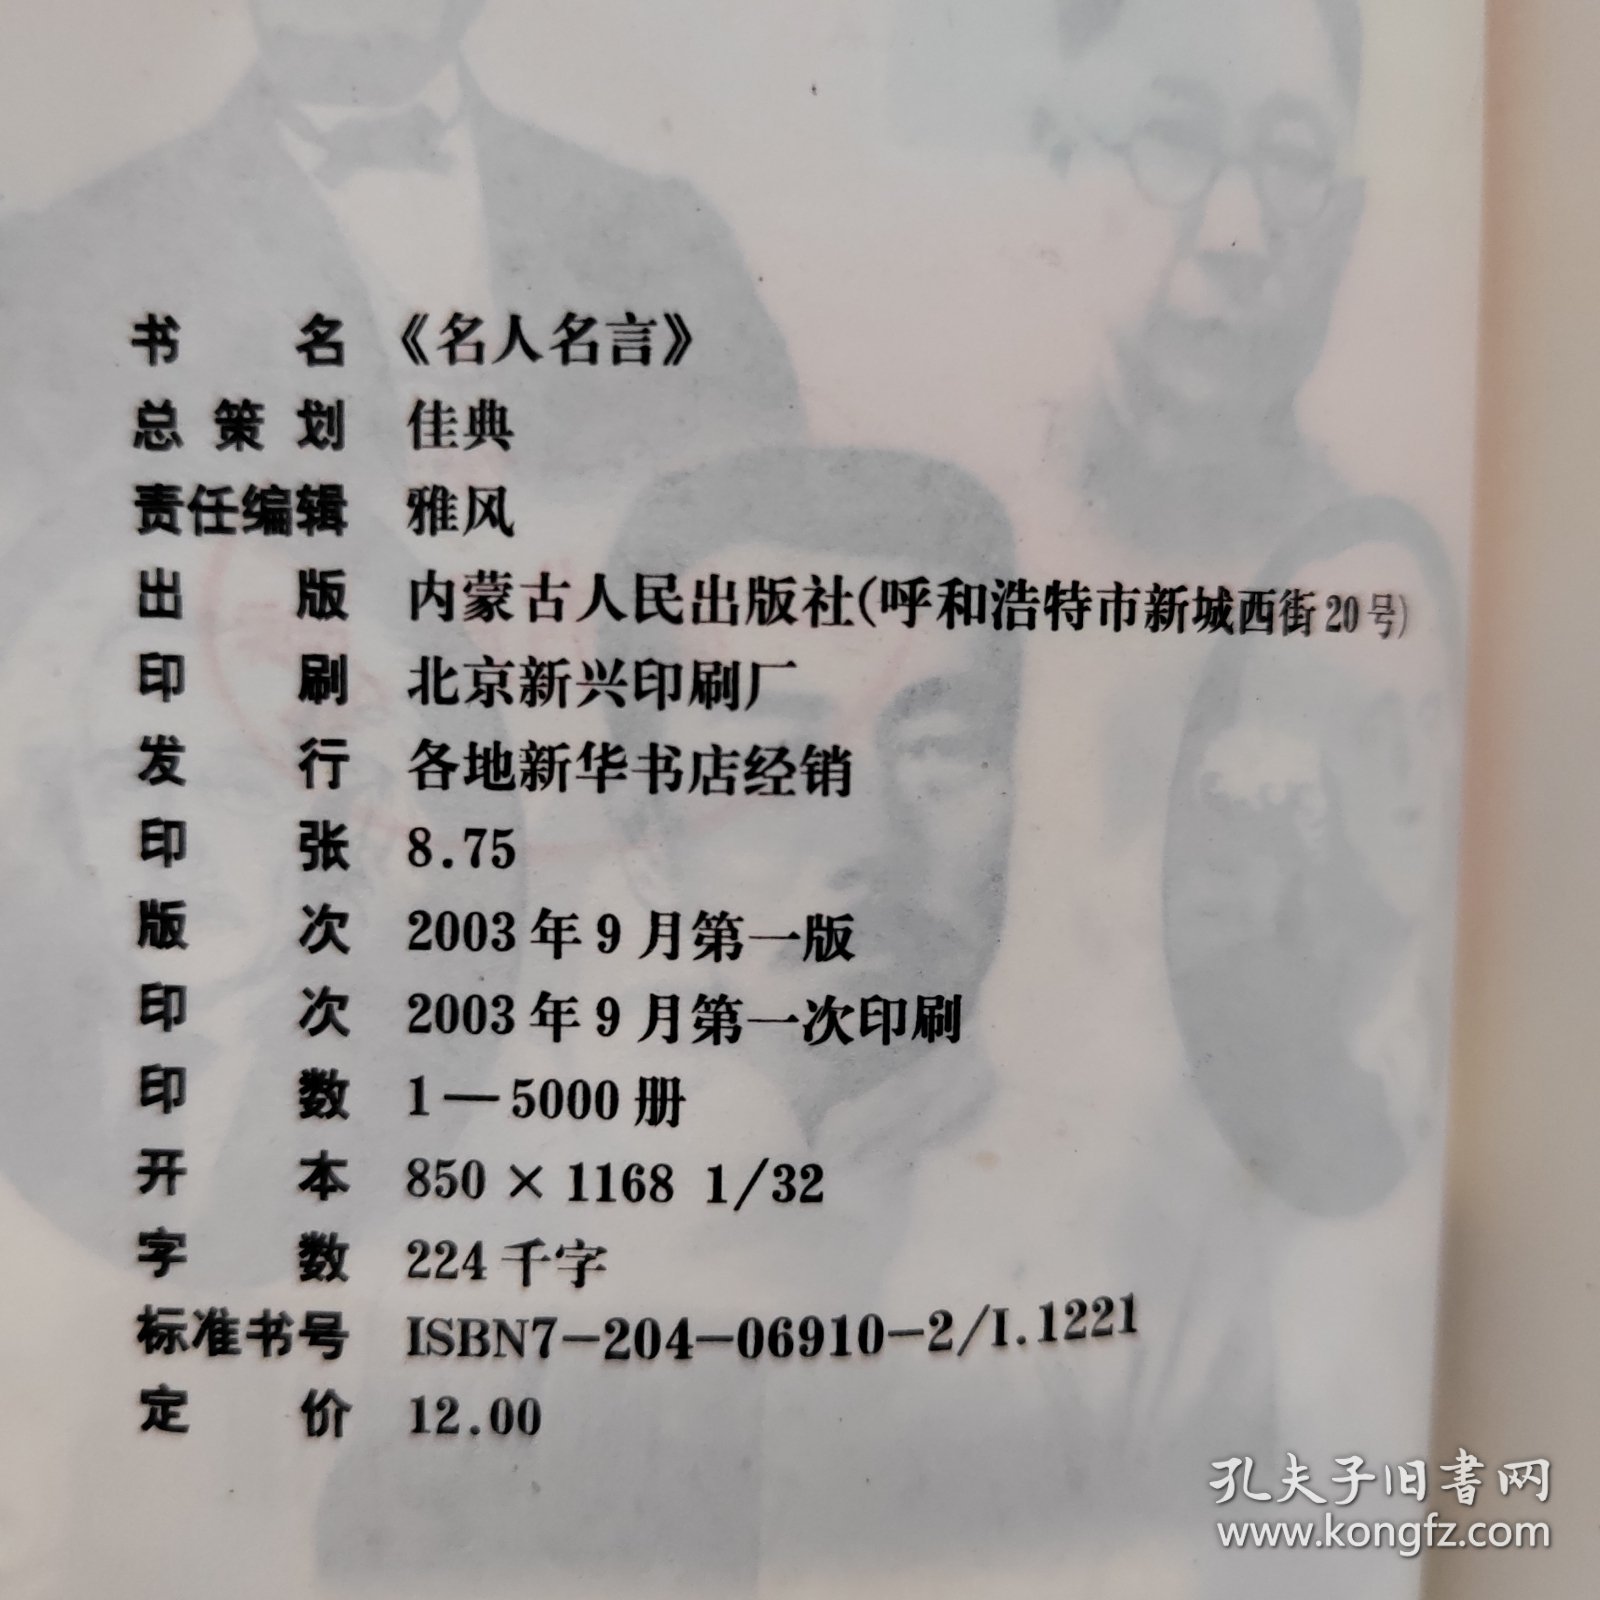 书名 《名人名言》
总策划 佳典
责任编辑 雅风
出版 内蒙古人民出版社(呼和浩特市新城西街20号)
印刷 北京新兴印刷厂
发行 各地新华书店经销
印张 8.75
版次 2003年9月第一版
印次 2003年9月第一次印刷
印数 1—5000册
开本 850×1168 1/32
字数 224千字
标准书号 ISBN7-204-06910-2/I.1221
定价 12.00
孔夫子旧书网
www.kongfz.com